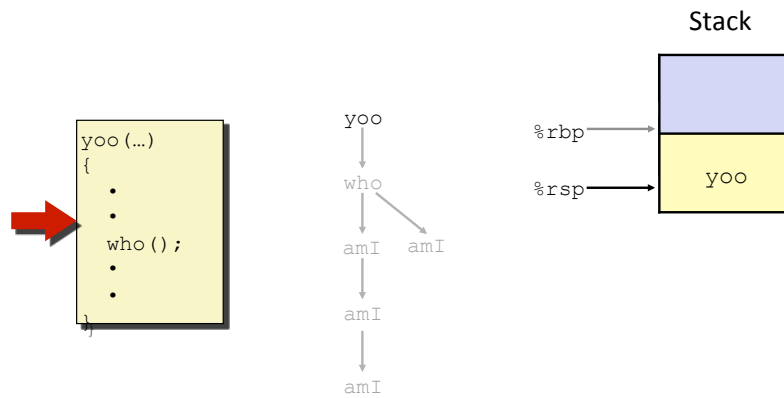 Stack
yoo(…)
{
•
•
who();
•
•
}
yoo
who
amI amI
amI
amI
%rbp
%rsp
yoo